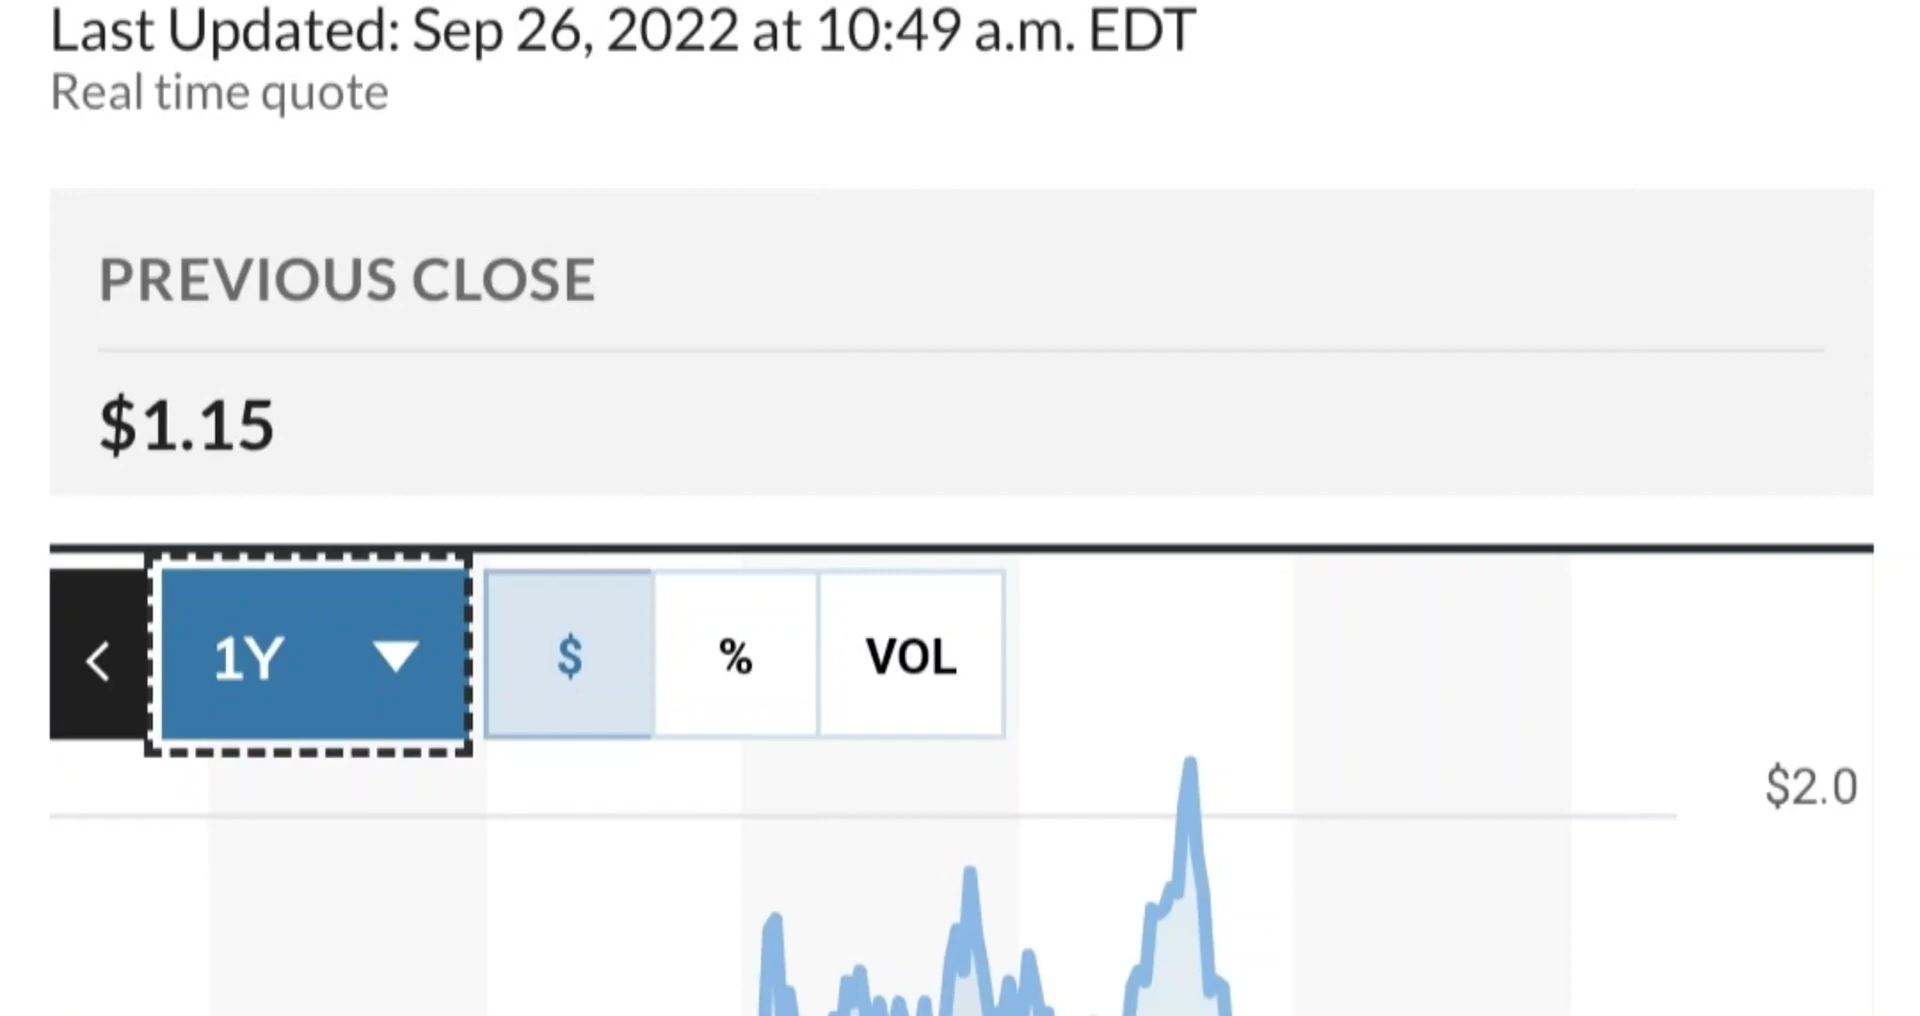 Last Updated: Sep 26, 2022 at 10:49 a.m. EDT
Real time quote
PREVIOUS CLOSE
$1.15
1Y
$ % VOL
$2.0